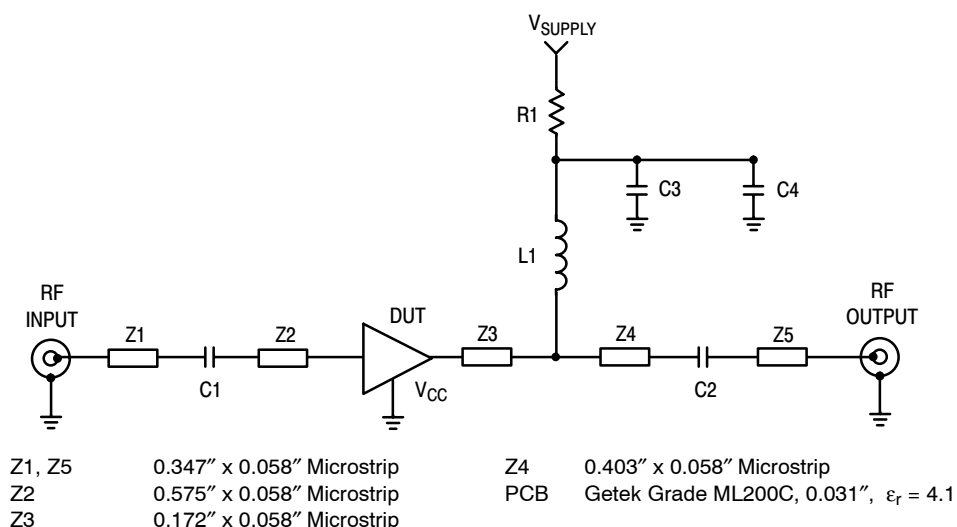 VSUPPLY
R1
C3
C4
L1
RF
INPUT
RF
OUTPUT
Z1
Z2
DUT
Z3
Z4
Z5
C1
VCC
C2
Z1, Z5 0.347″ x 0.058″ Microstrip
Z2 0.575″ x 0.058″ Microstrip
Z3 0.172″ x 0.058″ Microstrip
Z4 0.403″ x 0.058″ Microstrip
PCB Getek Grade ML200C, 0.031″, εr = 4.1